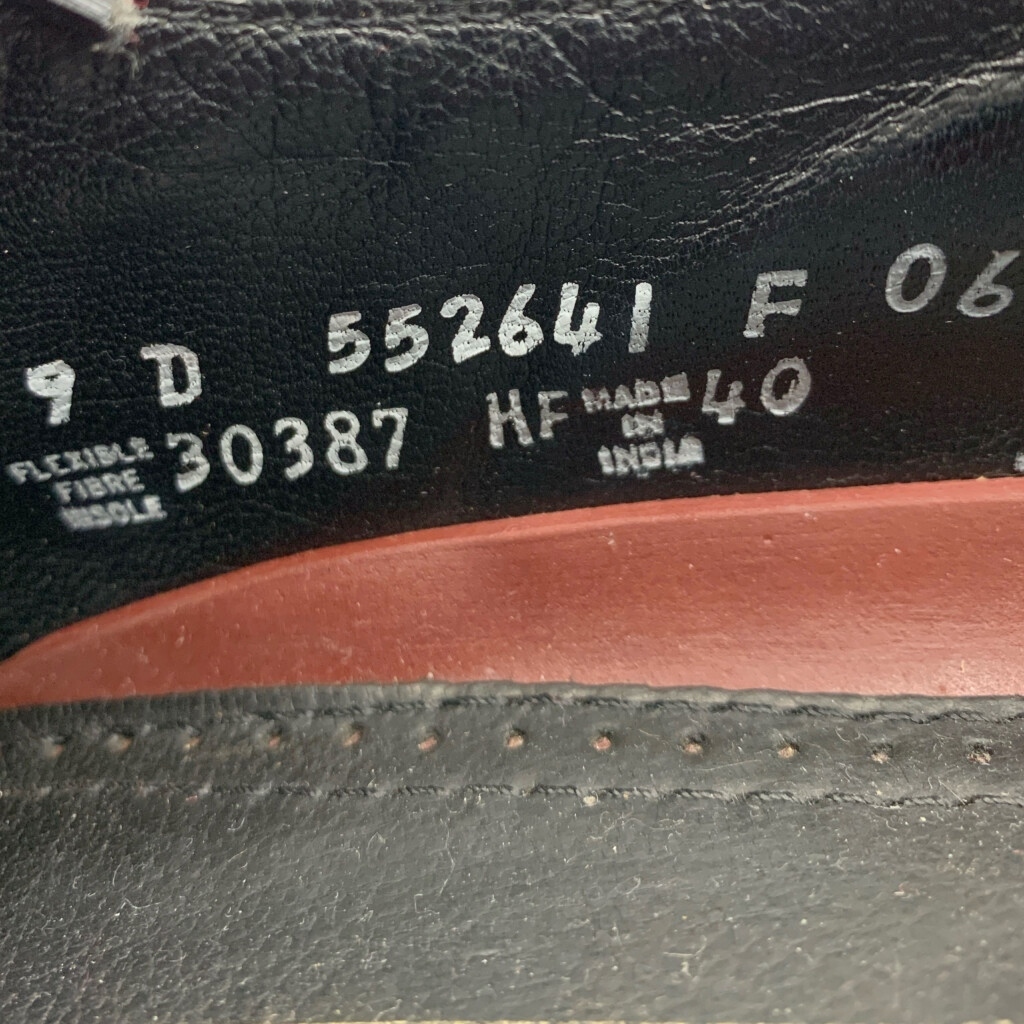 9 D 552641 F 06
FLEXIBLE FIBRE INSOLE 30387 HF MADE IN INDIA 40